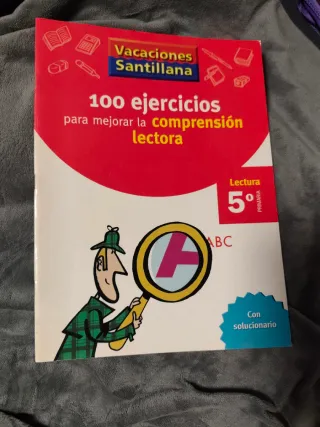 Vacaciones
Santillana
100 ejercicios
para mejorar la comprensión
lectora
Lectura
5º
PRIMARIA
A
ABC
Con
solucionario